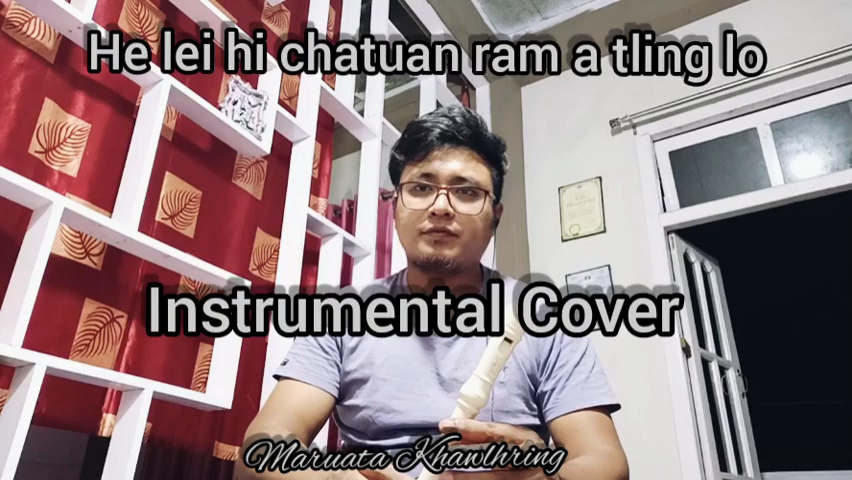 He lei hi chatuan ram a tling lo
Instrumental Cover
Maruata Khawlhring